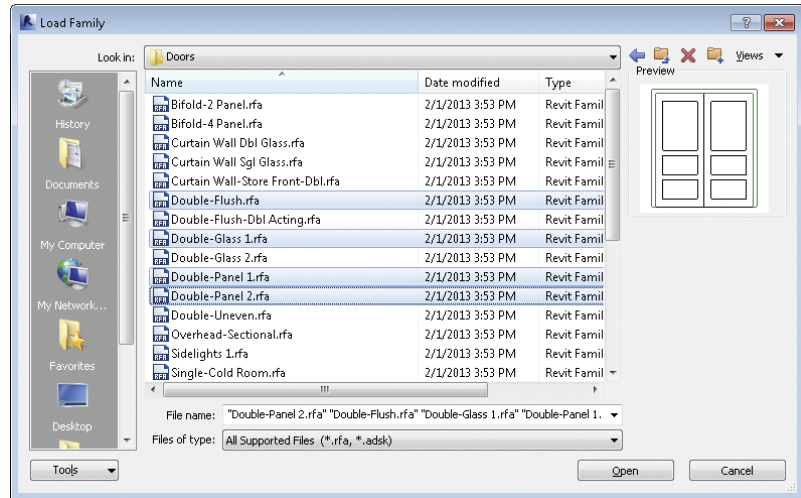 Load Family
Look in: Doors Views
Preview
History
Documents
My Computer
My Network...
Favorites
Desktop
Name Date modified Type
Bifold-2 Panel.rfa 2/1/2013 3:53 PM Revit Famil
Bifold-4 Panel.rfa 2/1/2013 3:53 PM Revit Famil
Curtain Wall Dbl Glass.rfa 2/1/2013 3:53 PM Revit Famil
Curtain Wall Sgl Glass.rfa 2/1/2013 3:53 PM Revit Famil
Curtain Wall-Store Front-Dbl.rfa 2/1/2013 3:53 PM Revit Famil
Double-Flush.rfa 2/1/2013 3:53 PM Revit Famil
Double-Flush-Dbl Acting.rfa 2/1/2013 3:53 PM Revit Famil
Double-Glass 1.rfa 2/1/2013 3:53 PM Revit Famil
Double-Glass 2.rfa 2/1/2013 3:53 PM Revit Famil
Double-Panel 1.rfa 2/1/2013 3:53 PM Revit Famil
Double-Panel 2.rfa 2/1/2013 3:53 PM Revit Famil
Double-Uneven.rfa 2/1/2013 3:53 PM Revit Famil
Overhead-Sectional.rfa 2/1/2013 3:53 PM Revit Famil
Sidelights 1.rfa 2/1/2013 3:53 PM Revit Famil
Single-Cold Room.rfa 2/1/2013 3:53 PM Revit Famil
File name: "Double-Panel 2.rfa" "Double-Flush.rfa" "Double-Glass 1.rfa" "Double-Panel 1.
Files of type: All Supported Files (*.rfa, *.adsk)
Tools Open Cancel